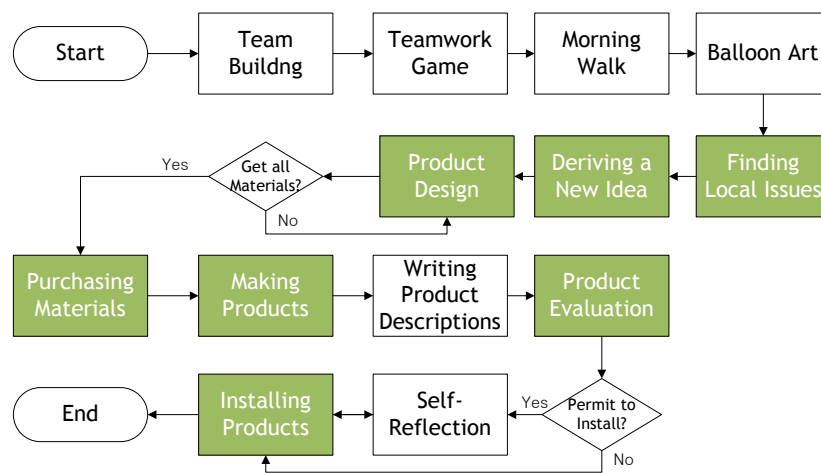 Start
Team
Buildng
Teamwork
Game
Morning
Walk
Balloon Art
Yes
Get all
Materials?
No
Product
Design
Deriving a
New Idea
Finding
Local Issues
Purchasing
Materials
Making
Products
Writing
Product
Descriptions
Product
Evaluation
End
Installing
Products
Self-
Reflection
Yes
Permit to
Install?
No